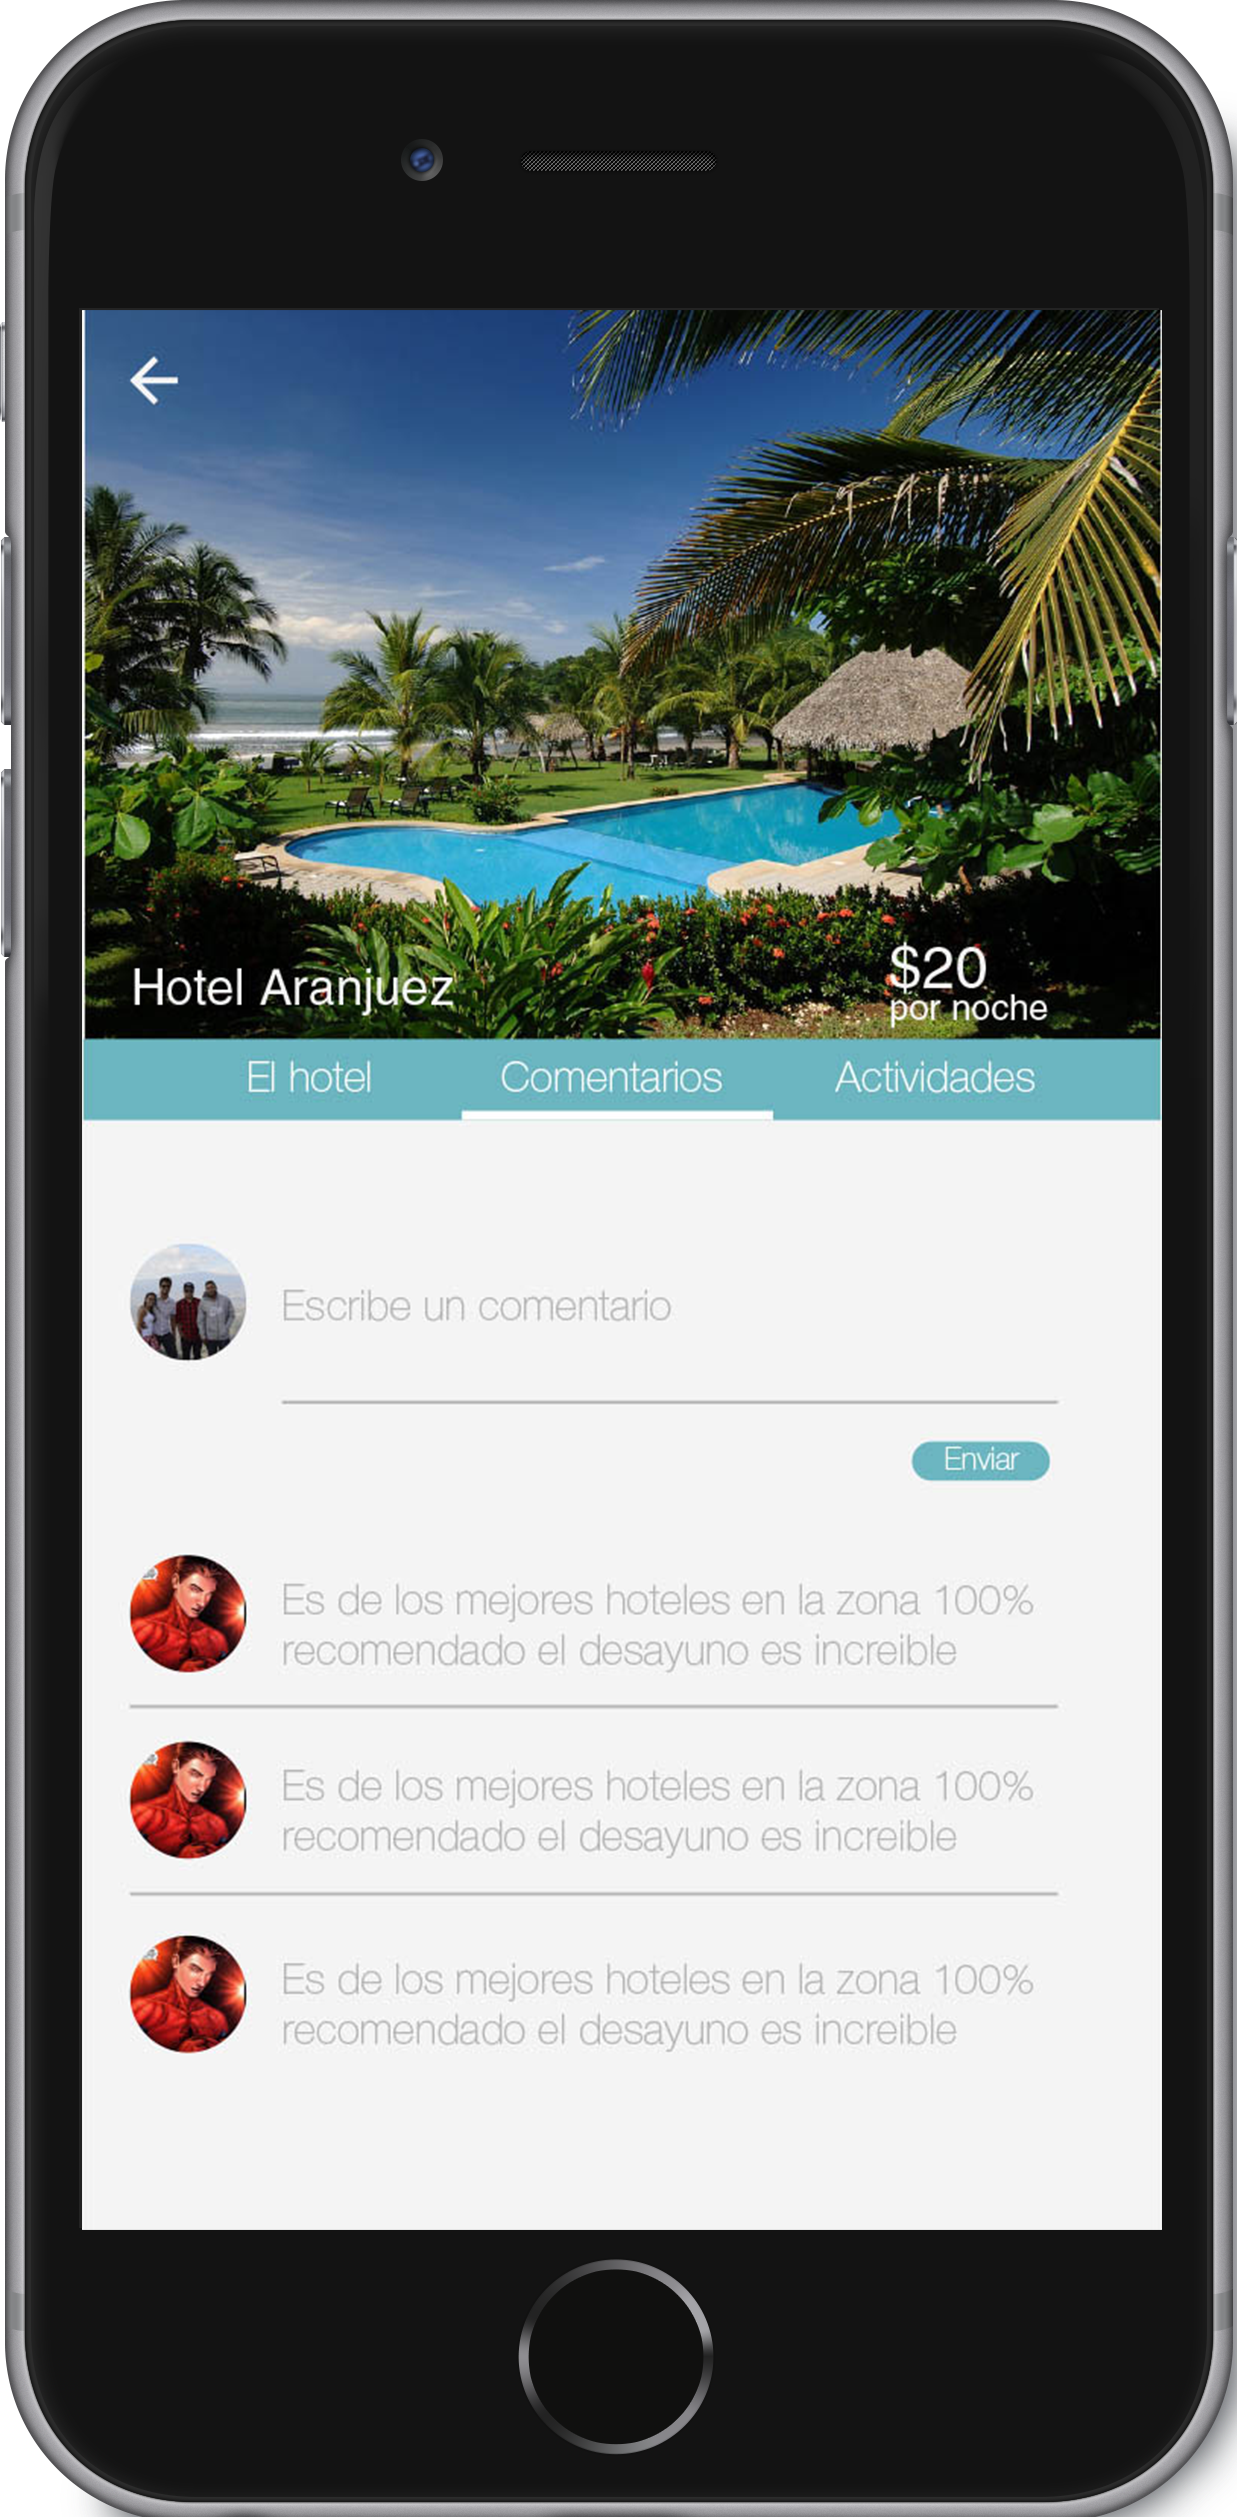 Hotel Aranjuez
$20
por noche
El hotel
Comentarios
Actividades
Escribe un comentario
Enviar
Es de los mejores hoteles en la zona 100%
recomendado el desayuno es increible
Es de los mejores hoteles en la zona 100%
recomendado el desayuno es increible
Es de los mejores hoteles en la zona 100%
recomendado el desayuno es increible